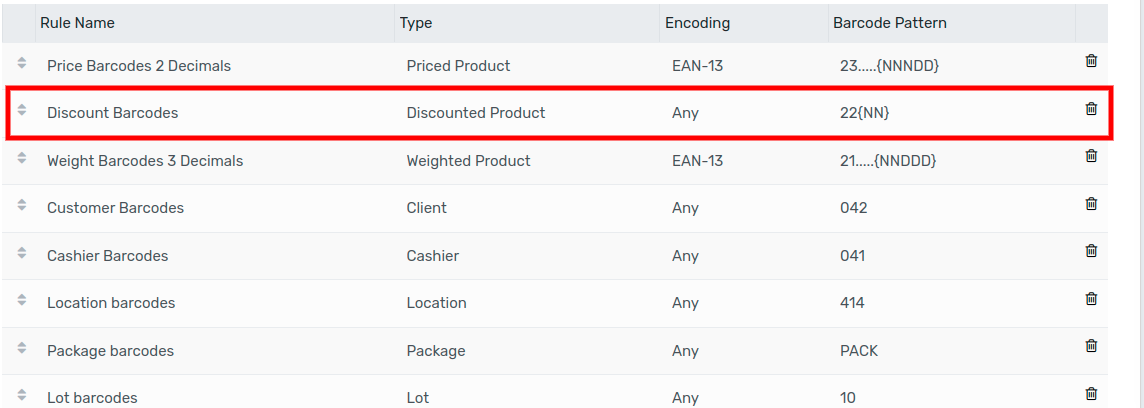 Rule Name Type Encoding Barcode Pattern
Price Barcodes 2 Decimals Priced Product EAN-13 23.....{NNNDD}
Discount Barcodes Discounted Product Any 22{NN}
Weight Barcodes 3 Decimals Weighted Product EAN-13 21.....{NNDDD}
Customer Barcodes Client Any 042
Cashier Barcodes Cashier Any 041
Location barcodes Location Any 414
Package barcodes Package Any PACK
Lot barcodes Lot Any 10